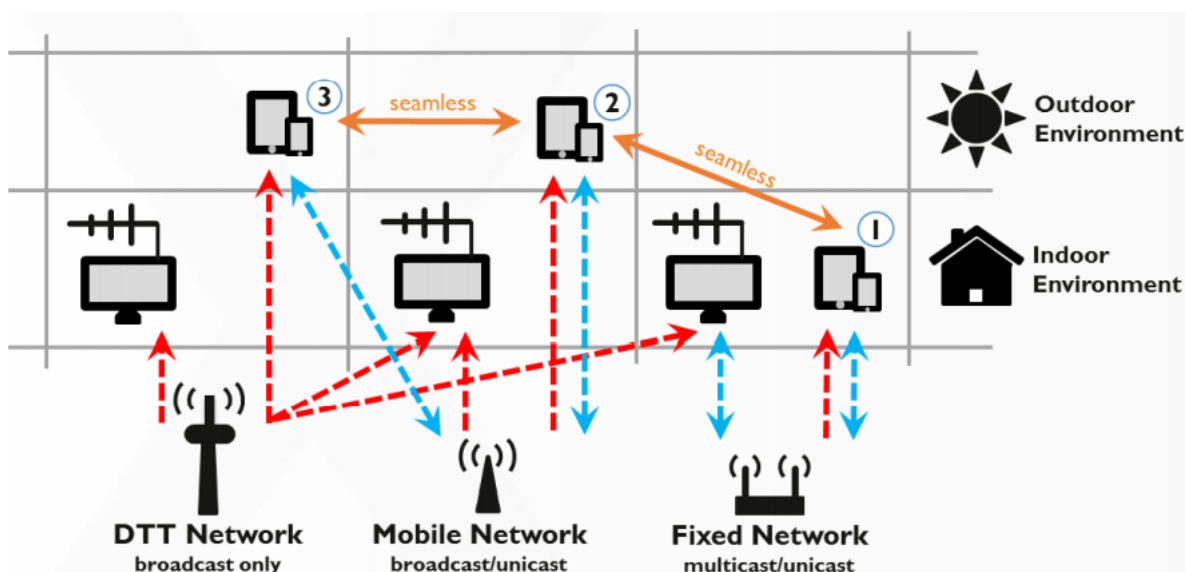 3
seamless
2
seamless
1
Outdoor
Environment
Indoor
Environment
DTT Network
broadcast only
Mobile Network
broadcast/unicast
Fixed Network
multicast/unicast